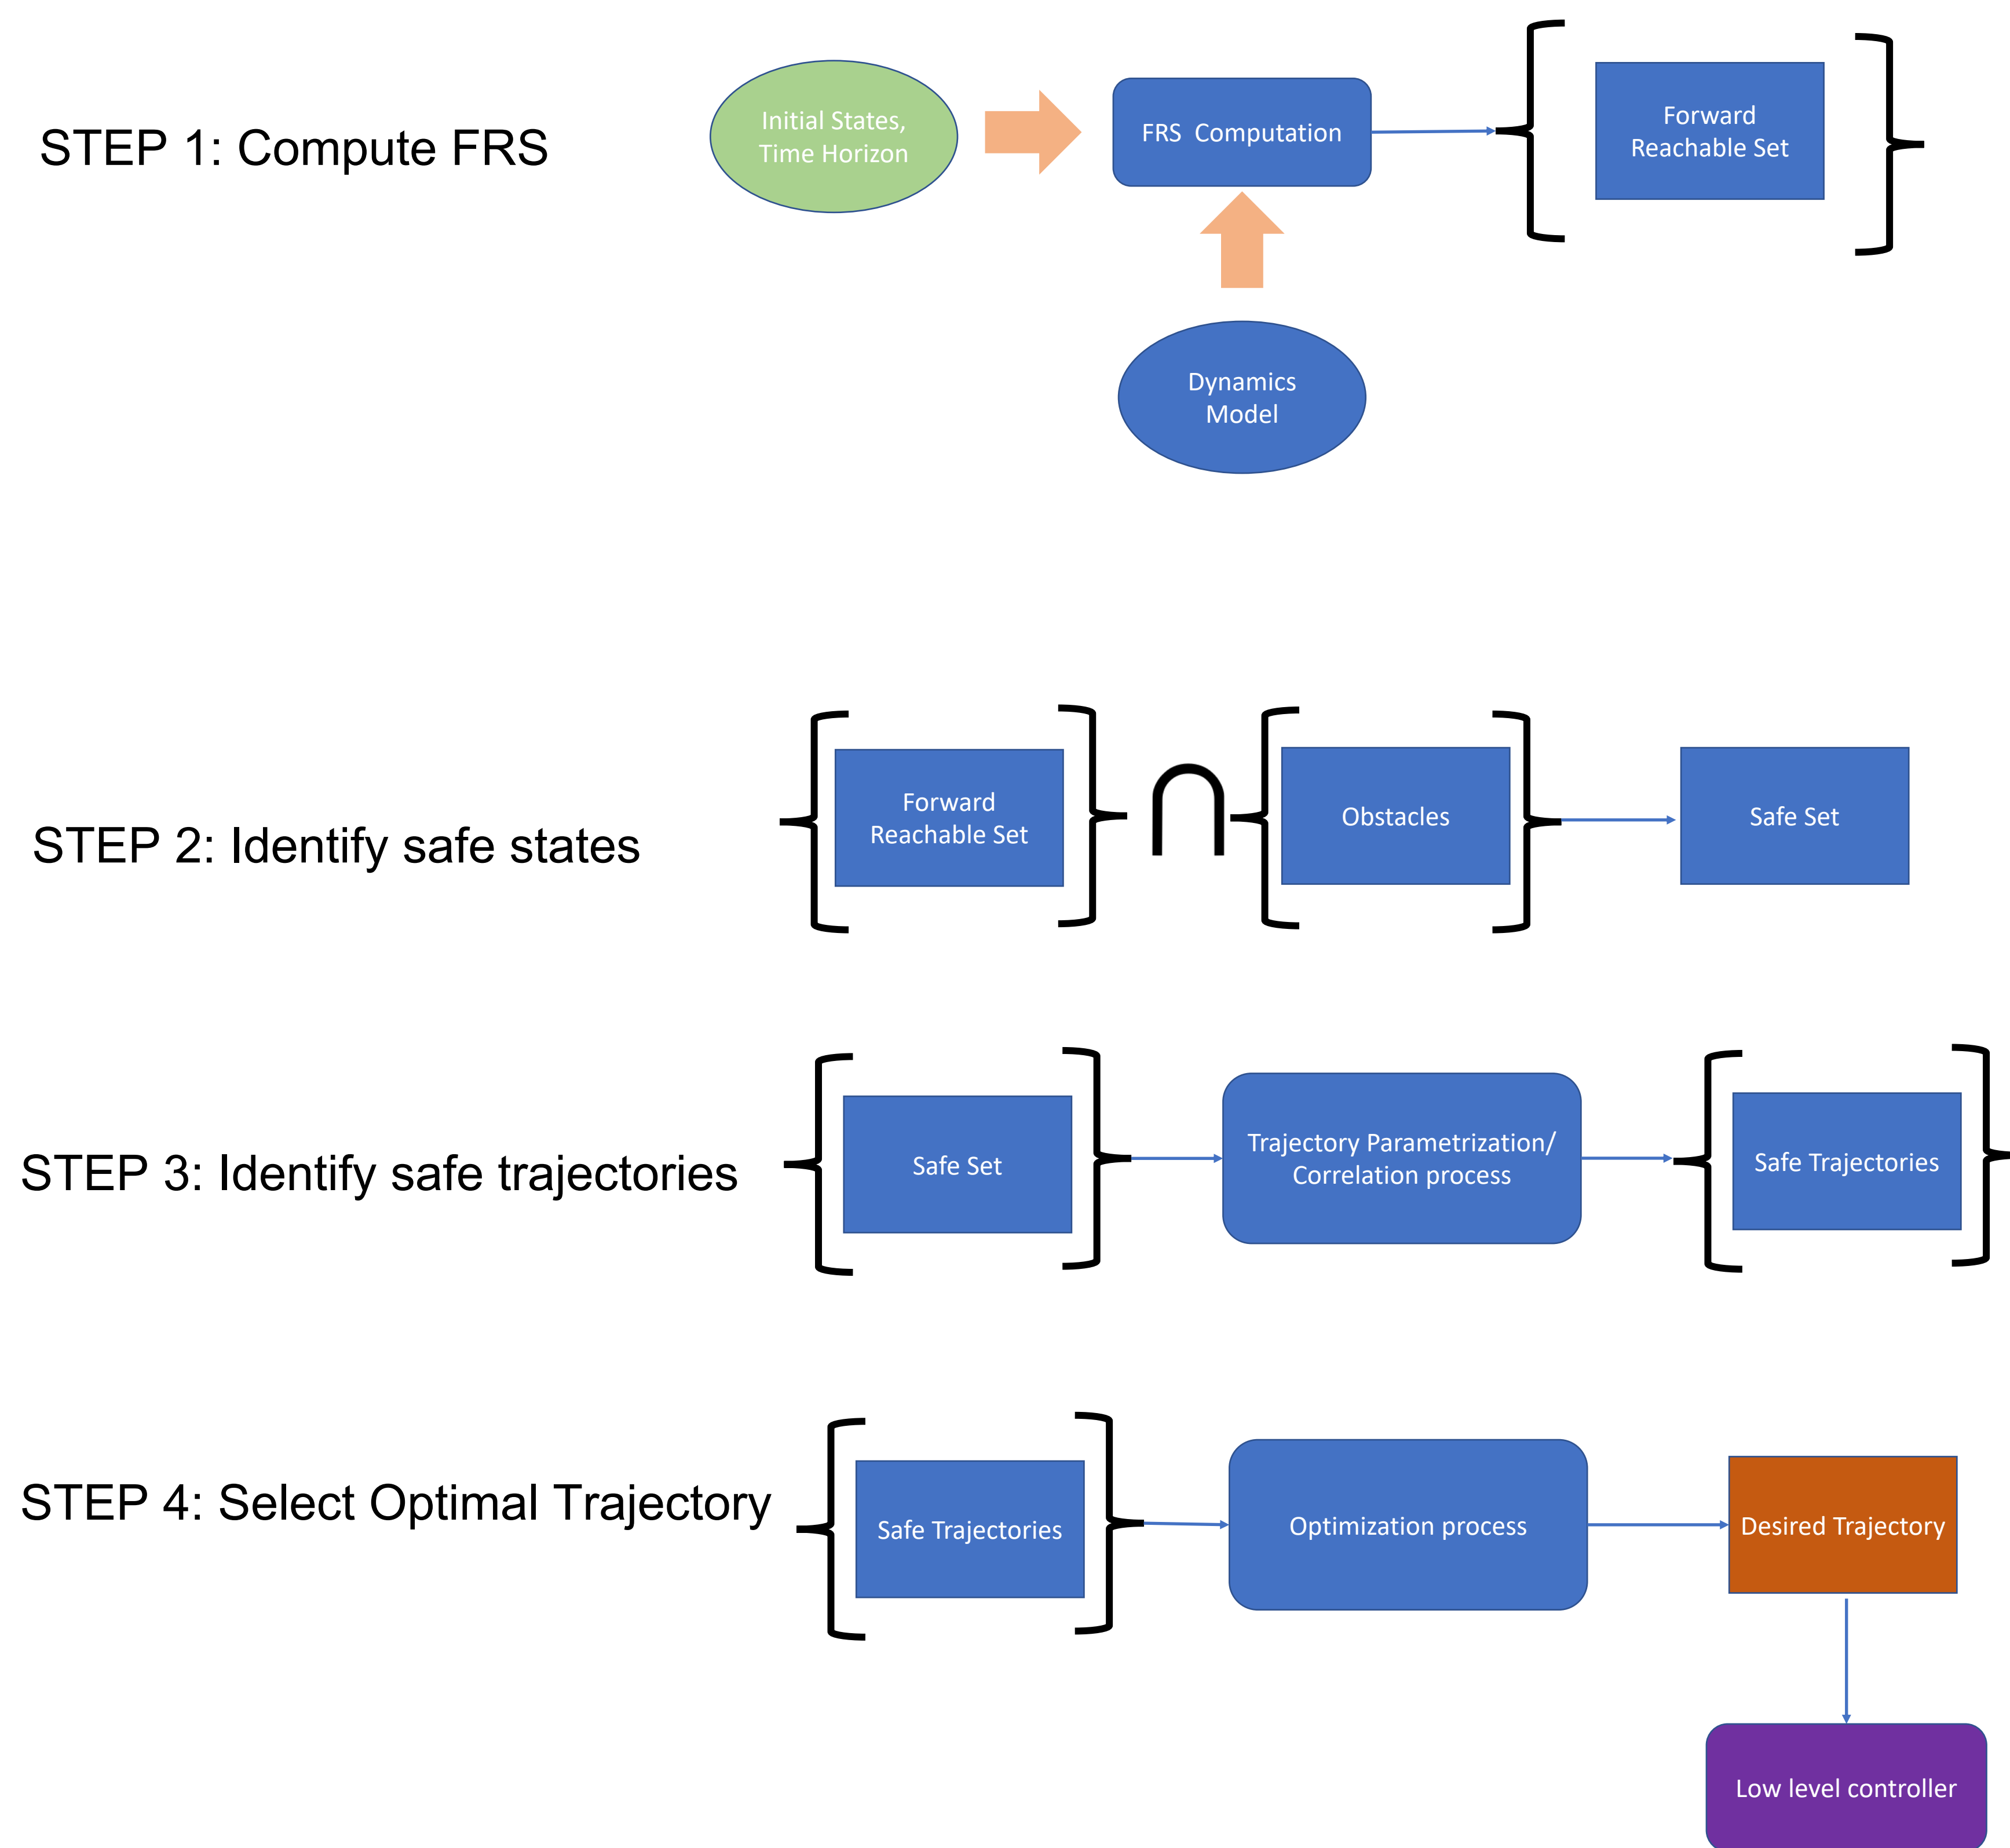 STEP 1: Compute FRS
Initial States,
Time Horizon
FRS  Computation
Forward
Reachable Set
Dynamics
Model
STEP 2: Identify safe states
Forward
Reachable Set
∩
Obstacles
Safe Set
STEP 3: Identify safe trajectories
Safe Set
Trajectory Parametrization/
Correlation process
Safe Trajectories
STEP 4: Select Optimal Trajectory
Safe Trajectories
Optimization process
Desired Trajectory
Low level controller